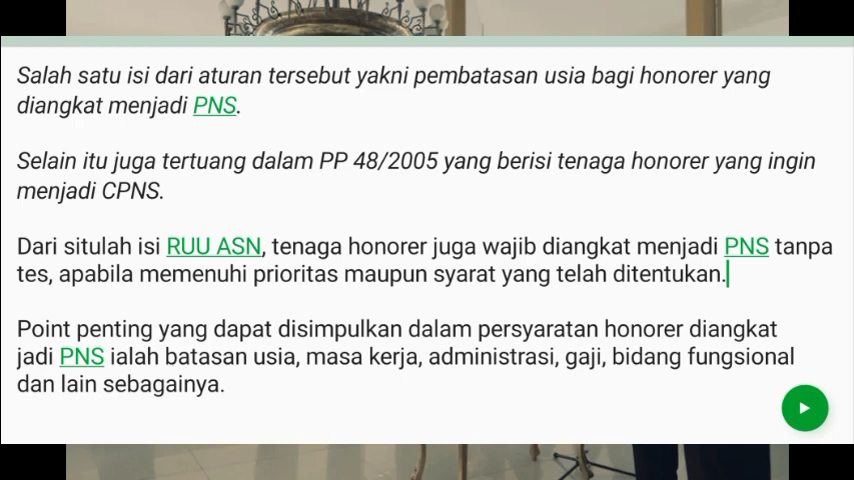 Salah satu isi dari aturan tersebut yakni pembatasan usia bagi honorer yang
diangkat menjadi PNS.
Selain itu juga tertuang dalam PP 48/2005 yang berisi tenaga honorer yang ingin
menjadi CPNS.
Dari situlah isi RUU ASN, tenaga honorer juga wajib diangkat menjadi PNS tanpa
tes, apabila memenuhi prioritas maupun syarat yang telah ditentukan.
Point penting yang dapat disimpulkan dalam persyaratan honorer diangkat
jadi PNS ialah batasan usia, masa kerja, administrasi, gaji, bidang fungsional
dan lain sebagainya.